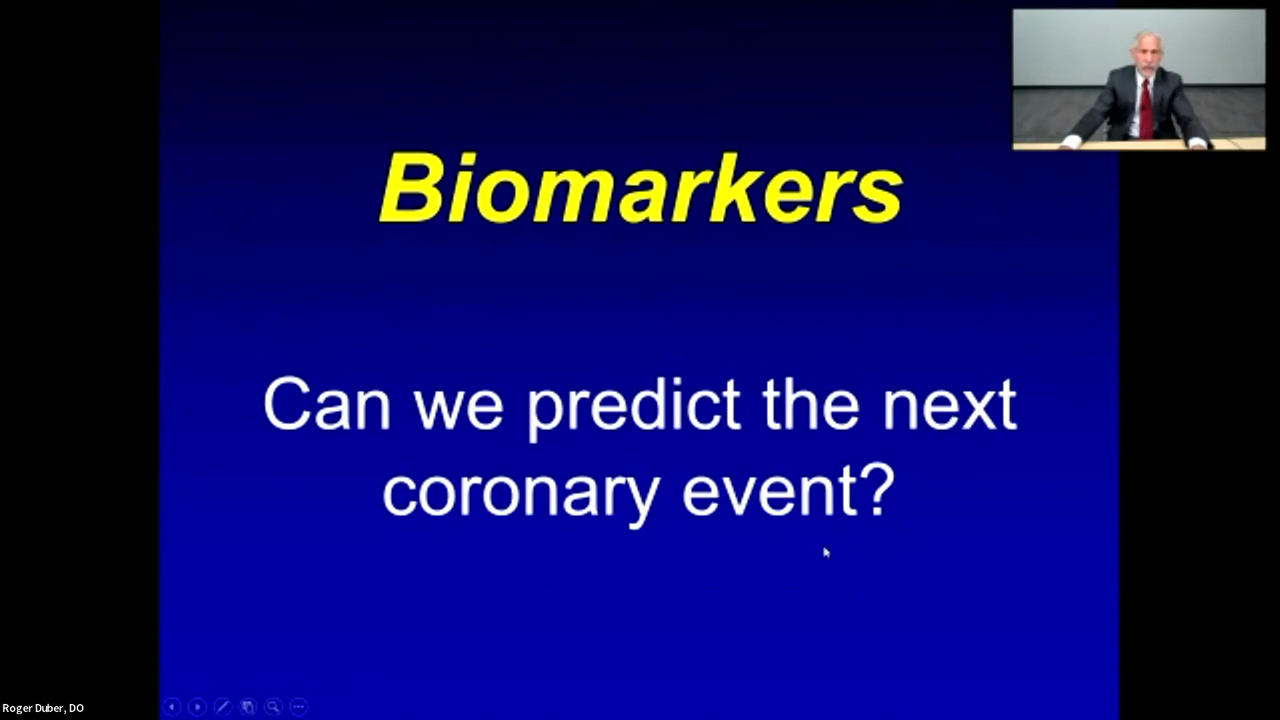 Biomarkers
Can we predict the next
coronary event?
Roger Duber, DO